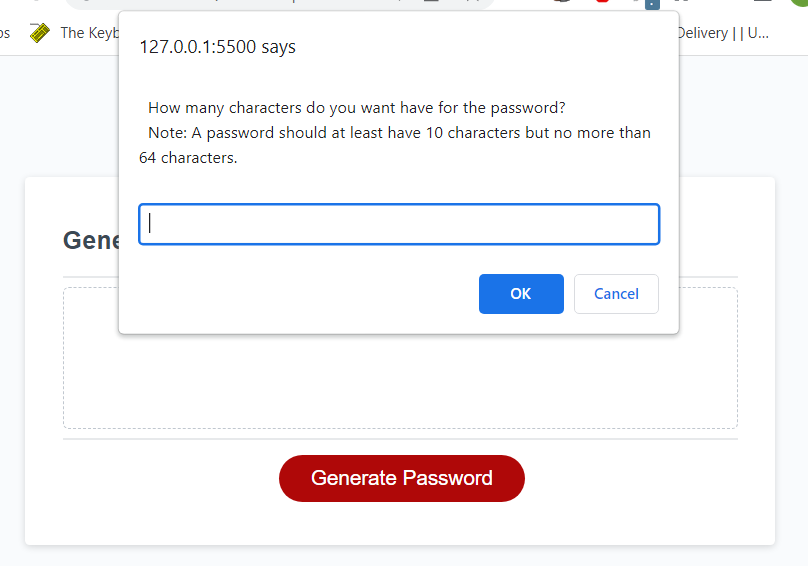 The Keyb
Delivery | | U...
127.0.0.1:5500 says
How many characters do you want have for the password?
Note: A password should at least have 10 characters but no more than
64 characters.
OK
Cancel
Gene
Generate Password